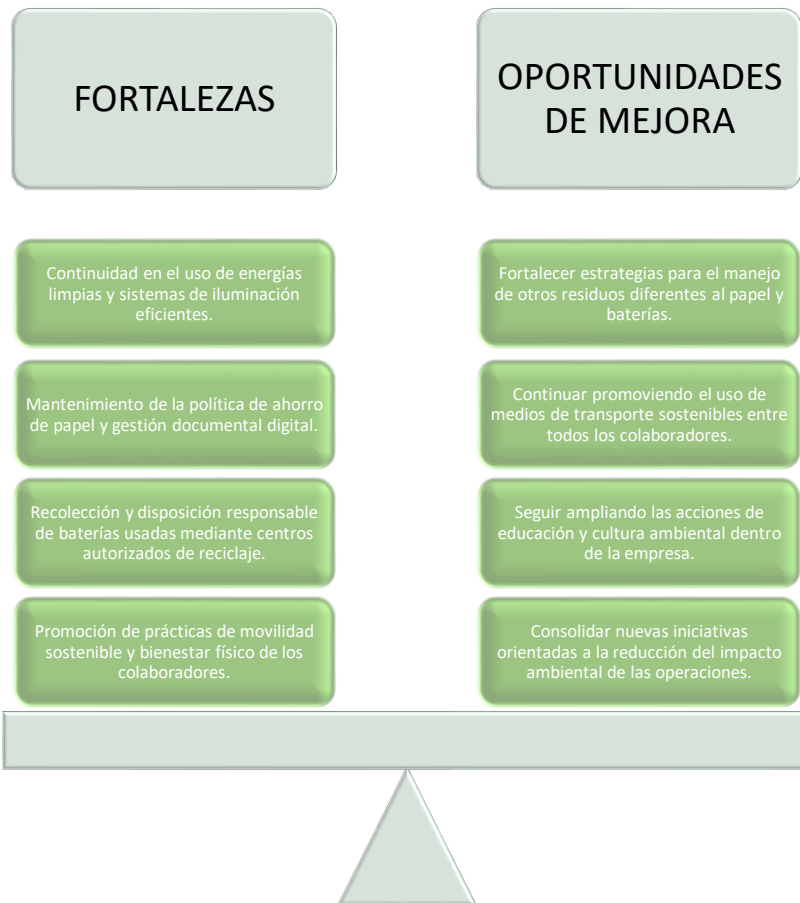 FORTALEZAS
OPORTUNIDADES
DE MEJORA
Continuidad en el uso de energías
limpias y sistemas de iluminación
eficientes.
Mantenimiento de la política de ahorro
de papel y gestión documental digital.
Recolección y disposición responsable
de baterías usadas mediante centros
autorizados de reciclaje.
Promoción de prácticas de movilidad
sostenible y bienestar físico de los
colaboradores.
Fortalecer estrategias para el manejo
de otros residuos diferentes al papel y
baterías.
Continuar promoviendo el uso de
medios de transporte sostenibles entre
todos los colaboradores.
Seguir ampliando las acciones de
educación y cultura ambiental dentro
de la empresa.
Consolidar nuevas iniciativas
orientadas a la reducción del impacto
ambiental de las operaciones.